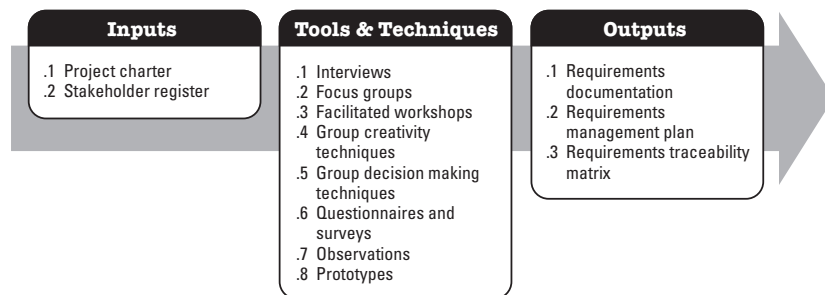 Inputs
.1 Project charter
.2 Stakeholder register
Tools & Techniques
.1 Interviews
.2 Focus groups
.3 Facilitated workshops
.4 Group creativity
techniques
.5 Group decision making
techniques
.6 Questionnaires and
surveys
.7 Observations
.8 Prototypes
Outputs
.1 Requirements
documentation
.2 Requirements
management plan
.3 Requirements traceability
matrix